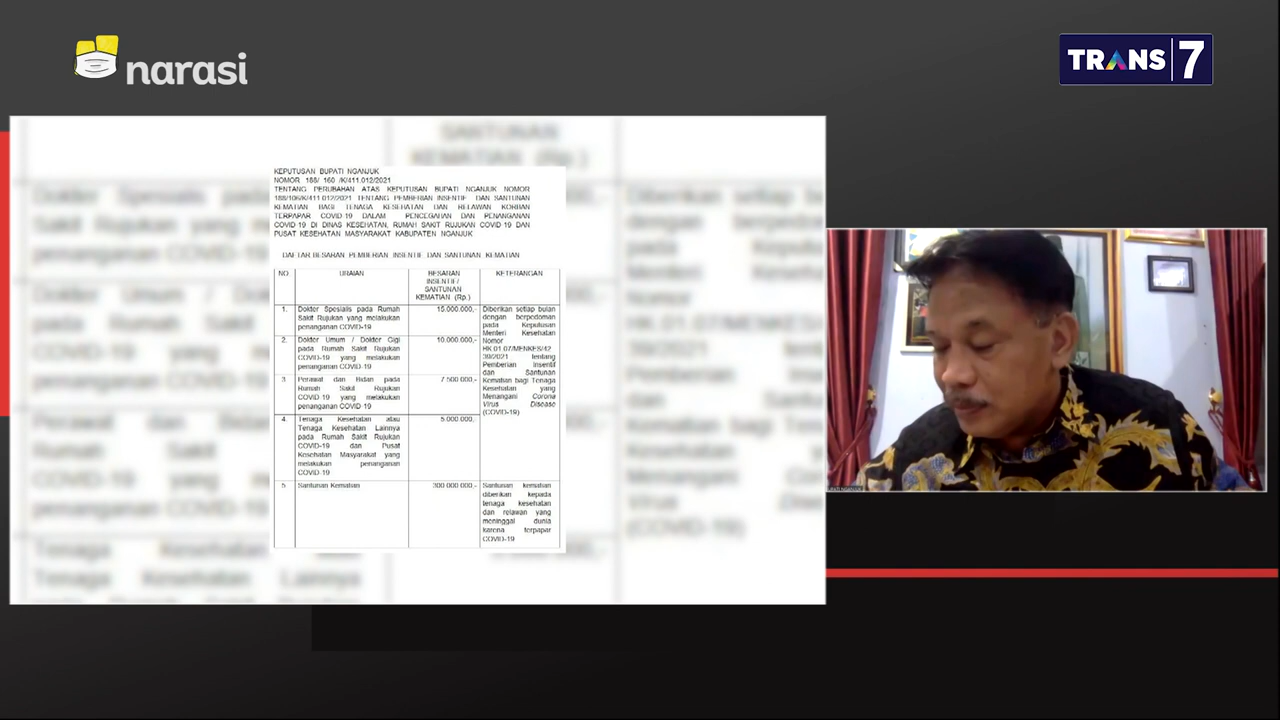 narasi
TRANS 7
KEPUTUSAN BUPATI NGANJUK
NOMOR 188/ 160 /K/411.012/2021
TENTANG PERUBAHAN ATAS KEPUTUSAN BUPATI NGANJUK NOMOR
188/106/K/411.012/2021 TENTANG PEMBERIAN INSENTIF DAN SANTUNAN
KEMATIAN BAGI TENAGA KESEHATAN DAN RELAWAN KORBAN
TERPAPAR COVID-19 DALAM PENCEGAHAN DAN PENANGANAN
COVID-19 DI DINAS KESEHATAN, RUMAH SAKIT RUJUKAN COVID-19 DAN
PUSAT KESEHATAN MASYARAKAT KABUPATEN NGANJUK
DAFTAR BESARAN PEMBERIAN INSENTIF DAN SANTUNAN KEMATIAN
NO
URAIAN
BESARAN
INSENTIF/
SANTUNAN
KEMATIAN (Rp.)
KETERANGAN
1.
Dokter Spesialis pada Rumah
Sakit Rujukan yang melakukan
penanganan COVID-19
15.000.000,-
Diberikan setiap bulan
dengan berpedoman
pada Keputusan
Menteri Kesehatan
Nomor
HK.01.07/MENKES/42
39/2021 tentang
Pemberian Insentif
dan Santunan
Kematian bagi Tenaga
Kesehatan yang
Menangani Corona
Virus Disease
(COVID-19)
2.
Dokter Umum / Dokter Gigi
pada Rumah Sakit Rujukan
COVID-19 yang melakukan
penanganan COVID-19
10.000.000,-
3
Perawat dan Bidan pada
Rumah Sakit Rujukan
COVID-19 yang melakukan
penanganan COVID-19
7.500.000,-
4.
Tenaga Kesehatan atau
Tenaga Kesehatan Lainnya
pada Rumah Sakit Rujukan
COVID-19 dan Pusat
Kesehatan Masyarakat yang
melakukan penanganan
COVID-19
5.000.000,
5
Santunan Kematian
300.000.000,-
Santunan kematian
diberikan kepada
tenaga kesehatan
dan relawan yang
meninggal dunia
karena terpapar
COVID-19